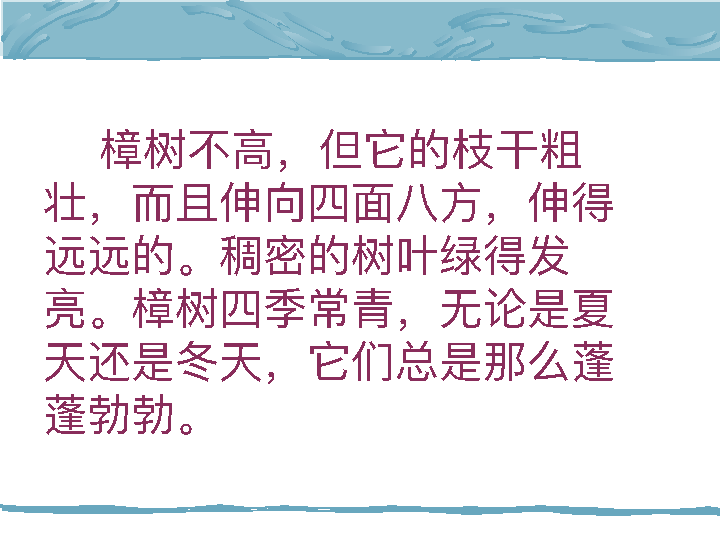 樟树不高，但它的枝干粗
壮，而且伸向四面八方，伸得
远远的。稠密的树叶绿得发
亮。樟树四季常青，无论是夏
天还是冬天，它们总是那么蓬
蓬勃勃。